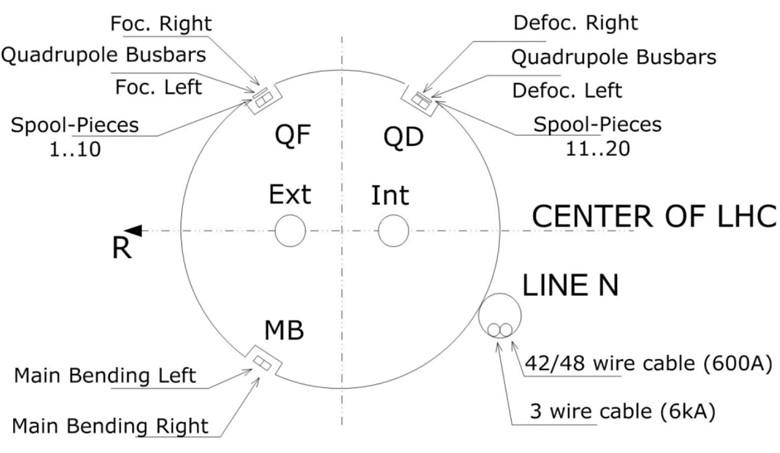 Foc. Right
Quadrupole Busbars
Foc. Left
Spool-Pieces
1..10
Defoc. Right
Quadrupole Busbars
Defoc. Left
Spool-Pieces
11..20
QF
QD
Ext
Int
CENTER OF LHC
R
LINE N
MB
42/48 wire cable (600A)
3 wire cable (6kA)
Main Bending Left
Main Bending Right